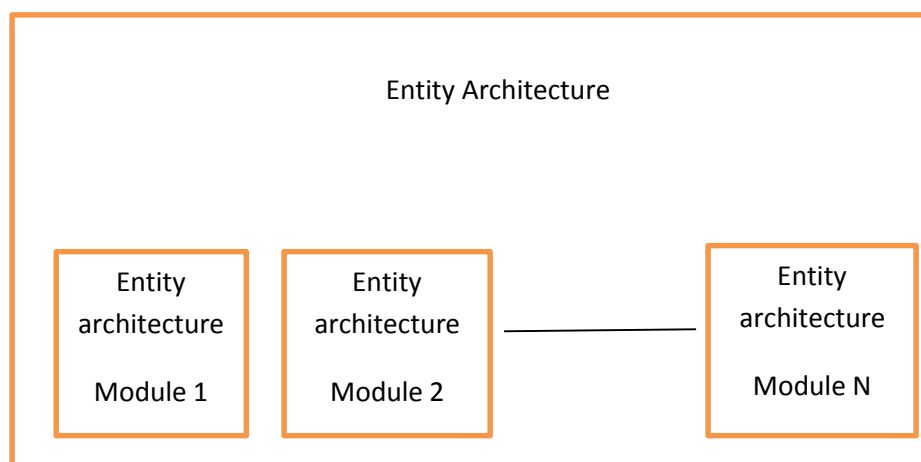 Entity Architecture
Entity
architecture
Module 1
Entity
architecture
Module 2
Entity
architecture
Module N